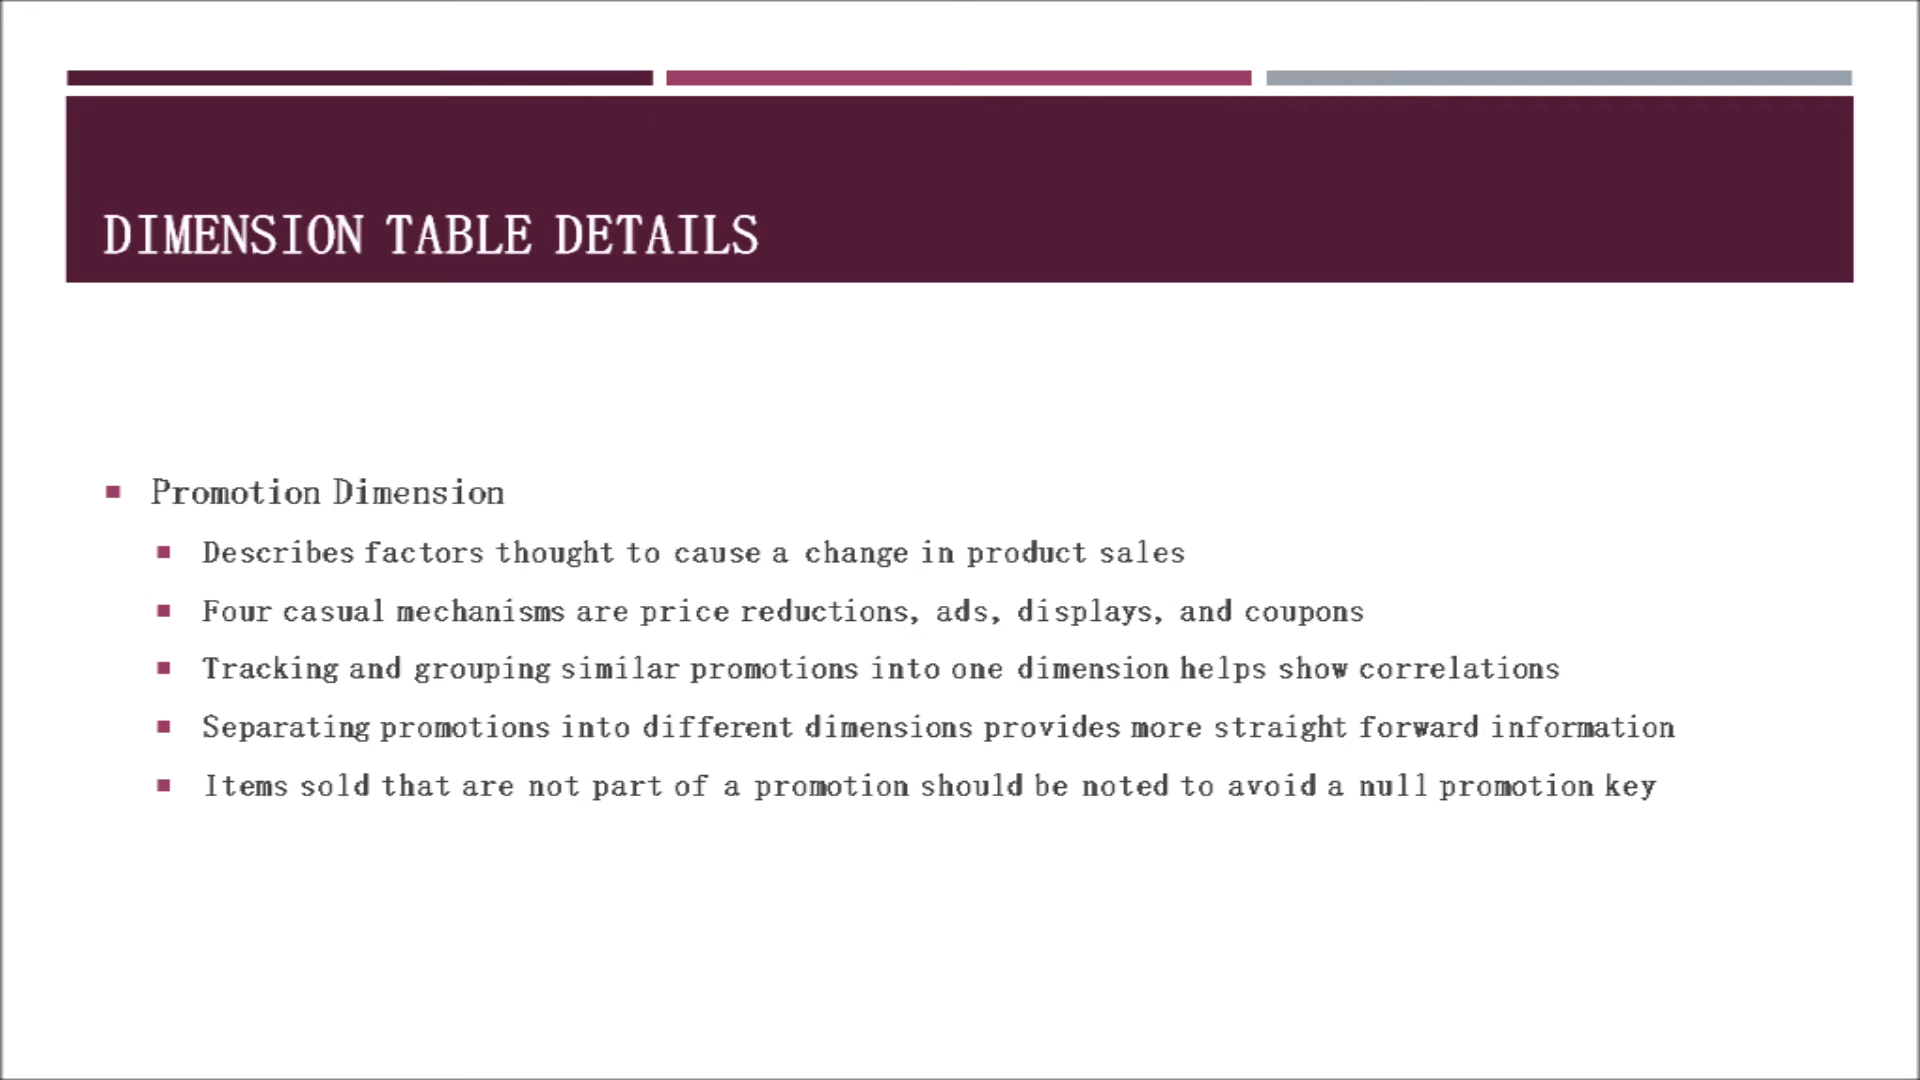 DIMENSION TABLE DETAILS
Promotion Dimension
Describes factors thought to cause a change in product sales
Four casual mechanisms are price reductions, ads, displays, and coupons
Tracking and grouping similar promotions into one dimension helps show correlations
Separating promotions into different dimensions provides more straight forward information
Items sold that are not part of a promotion should be noted to avoid a null promotion key